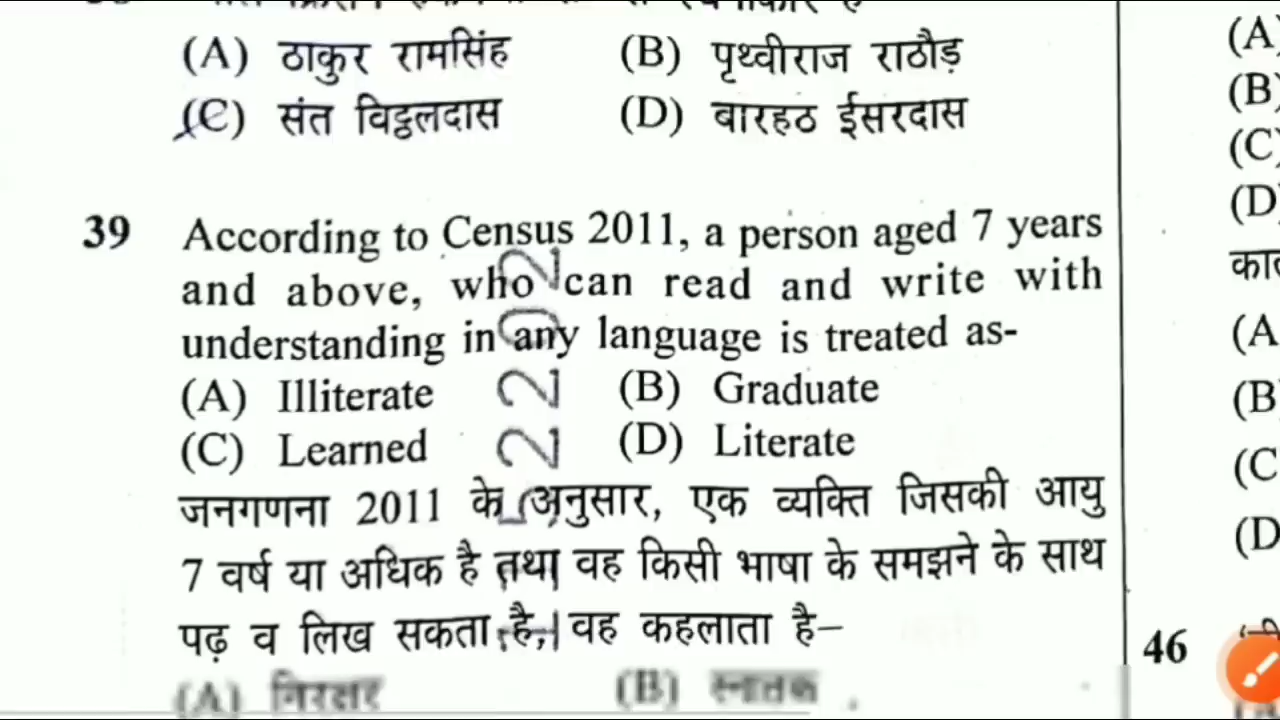 (A) ठाकुर रामसिंह (B) पृथ्वीराज राठौड़
(C) संत विट्ठलदास (D) बारहठ ईसरदास
39 According to Census 2011, a person aged 7 years
and above, who can read and write with
understanding in any language is treated as-
(A) Illiterate (B) Graduate
(C) Learned (D) Literate
जनगणना 2011 के अनुसार, एक व्यक्ति जिसकी आयु
7 वर्ष या अधिक है तथा वह किसी भाषा के समझने के साथ
पढ़ व लिख सकता है, वह कहलाता है–
(A) निरक्षर (B) स्नातक
(A)
(B)
(C)
(D)
(A
(B
(C
(D
46